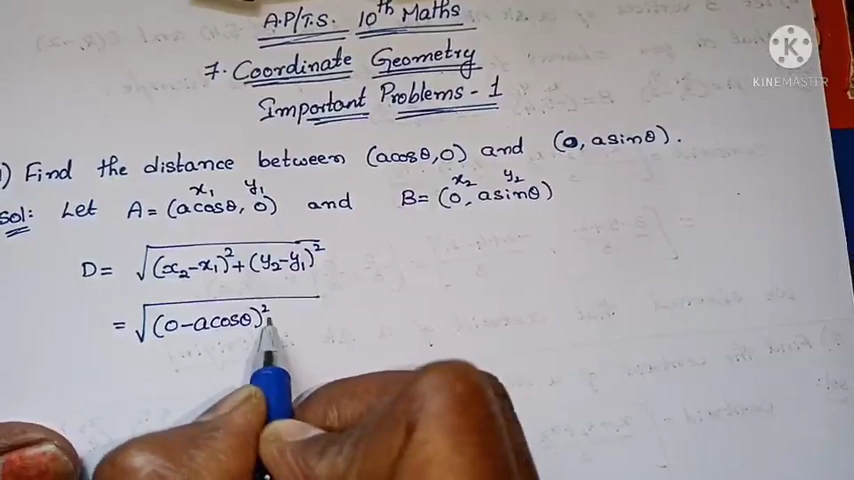 A.P/T.S. 10th Maths
7. Coordinate Geometry
Important Problems - 1
1) Find the distance between (acosθ, 0) and (0, asinθ).
x₁ y₁ x₂ y₂
Sol: Let A = (acosθ, 0) and B = (0, asinθ)
D = √(x₂-x₁)²+(y₂-y₁)²
= √(0-acosθ)²
KINEMASTER